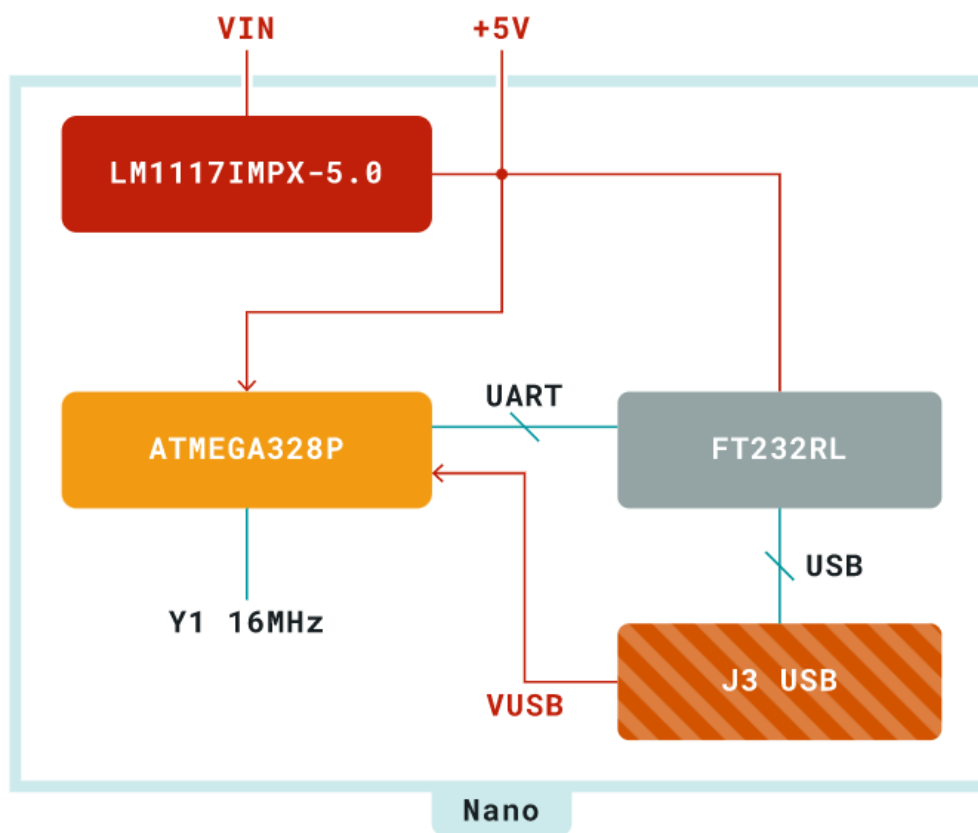 VIN
+5V
LM1117IMPX-5.0
UART
ATMEGA328P
FT232RL
USB
Y1 16MHz
J3 USB
VUSB
Nano